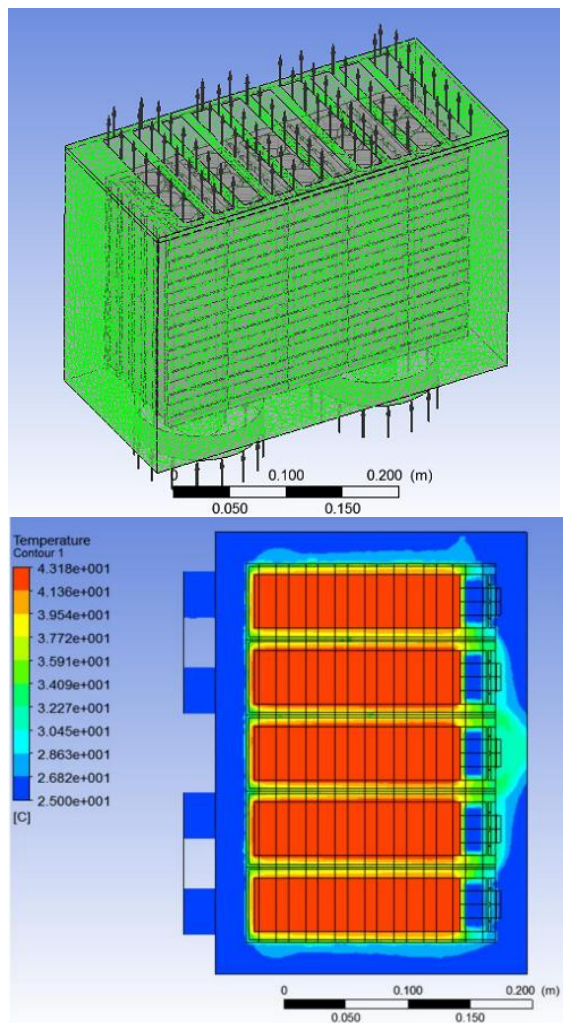 0 0.100 0.200 (m)
0.050 0.150
Temperature
Contour 1
4.318e+001
4.136e+001
3.954e+001
3.772e+001
3.591e+001
3.409e+001
3.227e+001
3.045e+001
2.863e+001
2.682e+001
2.500e+001
[C]
0 0.100 0.200 (m)
0.050 0.150